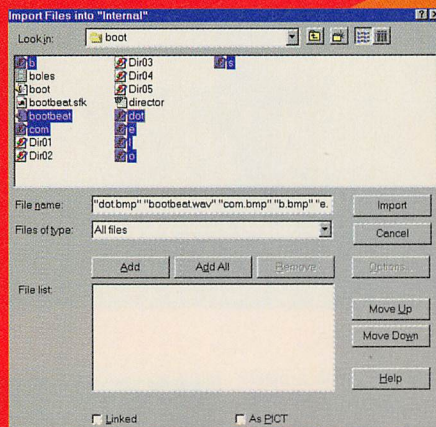 Import Files into "Internal"
Look in: boot
b
boles
boot
bootbeat.sfk
bootbeat
com
Dir01
Dir02
Dir03
Dir04
Dir05
director
dot
e
l
o
s
File name: "dot.bmp" "bootbeat.wav" "com.bmp" "b.bmp" "e. Import
Files of type: All files Cancel
Add Add All Remove Options...
File list:
Move Up
Move Down
Help
Linked As PICT